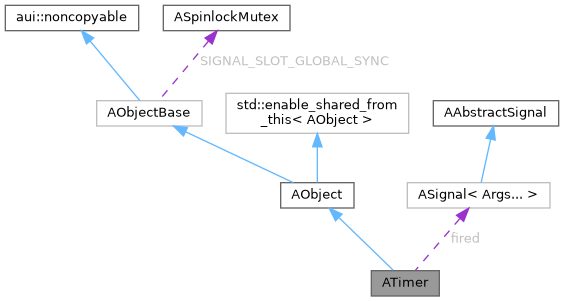 aui::noncopyable
ASpinlockMutex
SIGNAL_SLOT_GLOBAL_SYNC
AObjectBase
std::enable_shared_from
_this< AObject >
AAbstractSignal
AObject
ASignal< Args... >
fired
ATimer